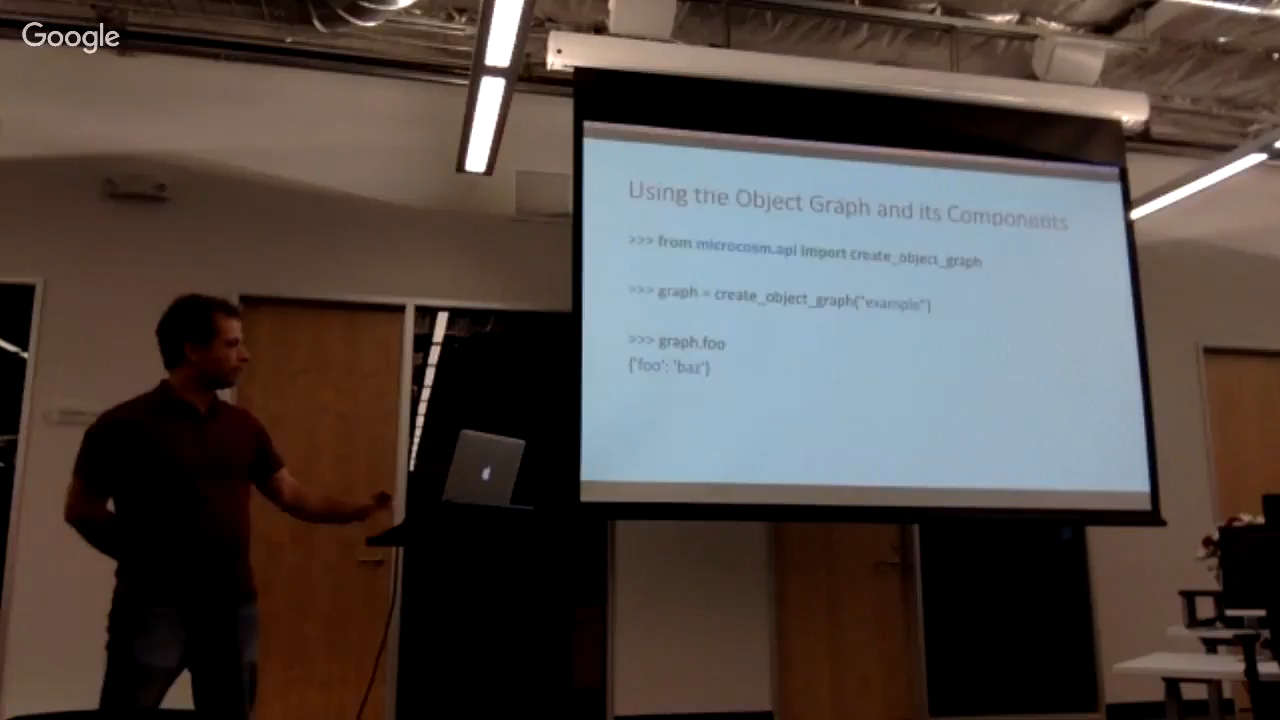 Google
Using the Object Graph and its Components
>>> from microcosm.api import create_object_graph
>>> graph = create_object_graph("example")
>>> graph.foo
{'foo': 'baz'}